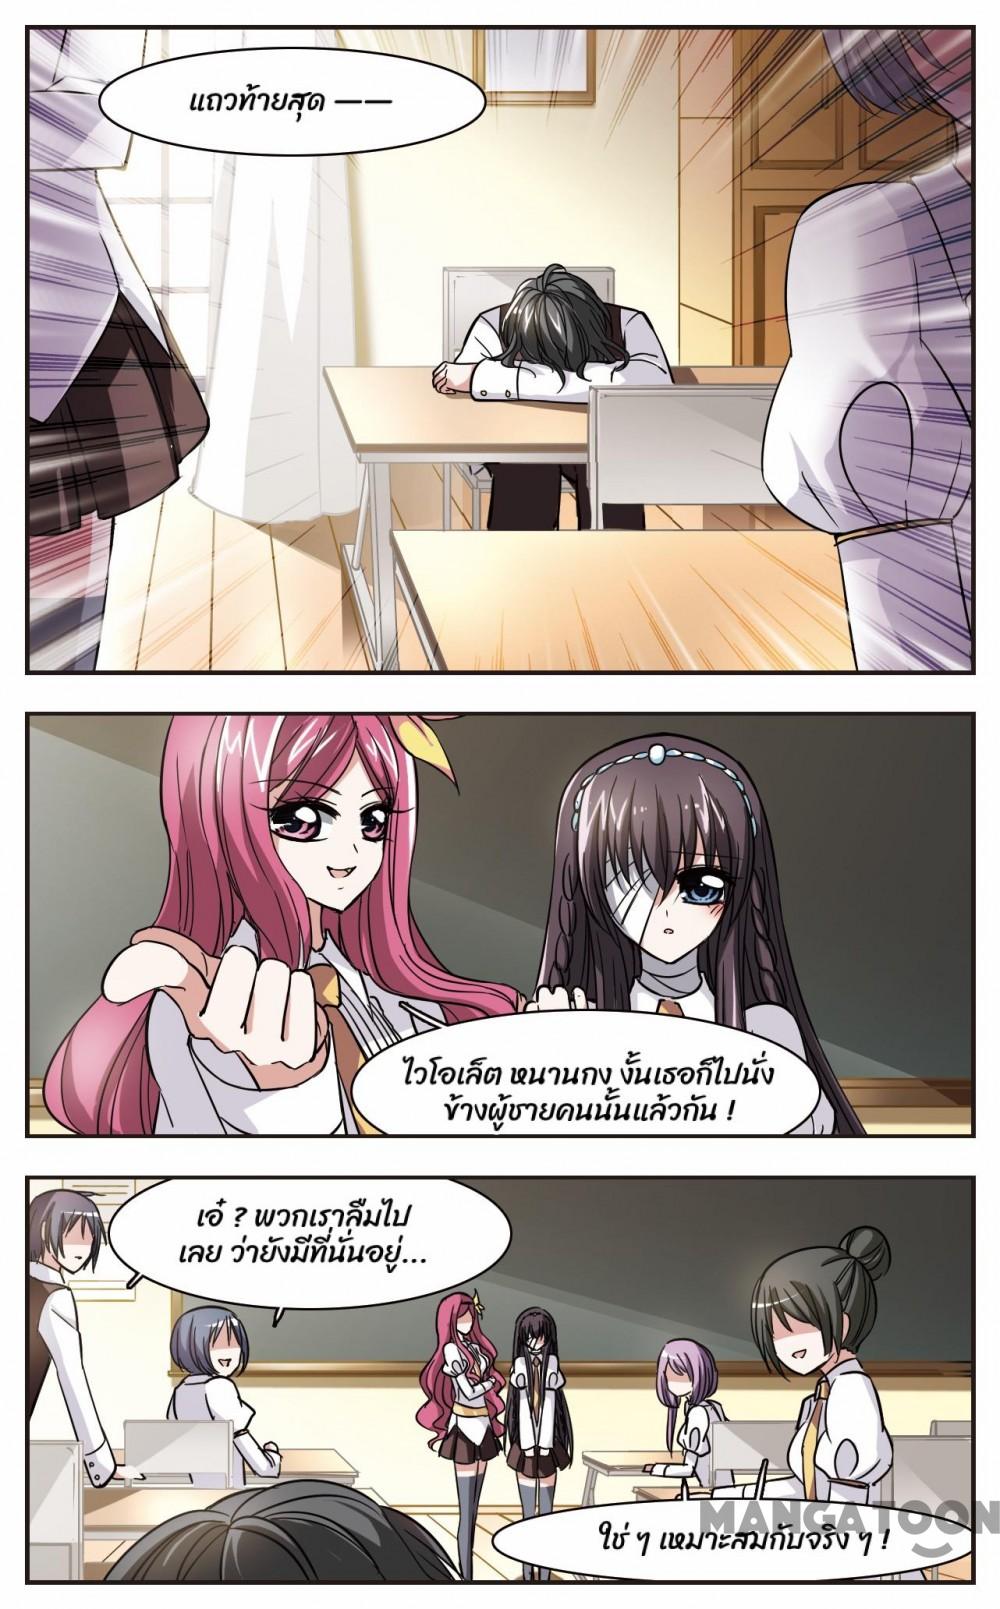 แถวท้ายสุด ——
ไวโอเล็ต หนานกง งั้นเธอก็ไปนั่ง
ข้างผู้ชายคนนั้นแล้วกัน !
เอ๋ ? พวกเราลืมไป
เลย ว่ายังมีที่นั่นอยู่...
ใช่ ๆ เหมาะสมกับจริง ๆ !
MANGATOON